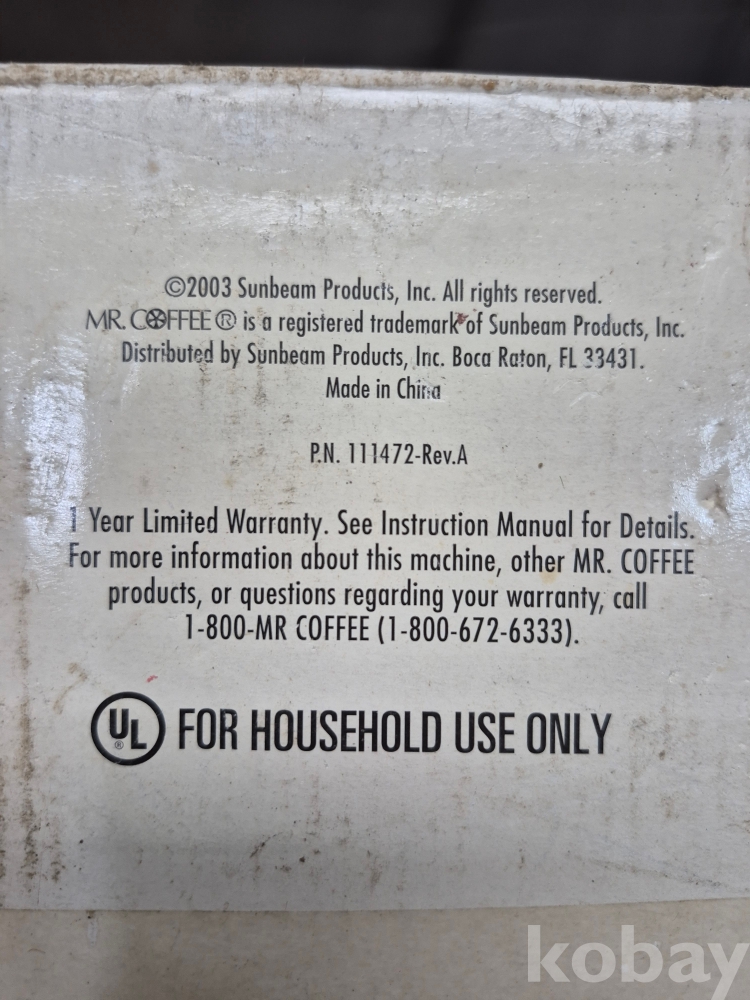 ©2003 Sunbeam Products, Inc. All rights reserved.
MR. COFFEE® is a registered trademark of Sunbeam Products, Inc.
Distributed by Sunbeam Products, Inc. Boca Raton, FL 33431.
Made in China
P.N. 111472-Rev.A
1 Year Limited Warranty. See Instruction Manual for Details.
For more information about this machine, other MR. COFFEE
products, or questions regarding your warranty, call
1-800-MR COFFEE (1-800-672-6333).
UL® FOR HOUSEHOLD USE ONLY
kobay